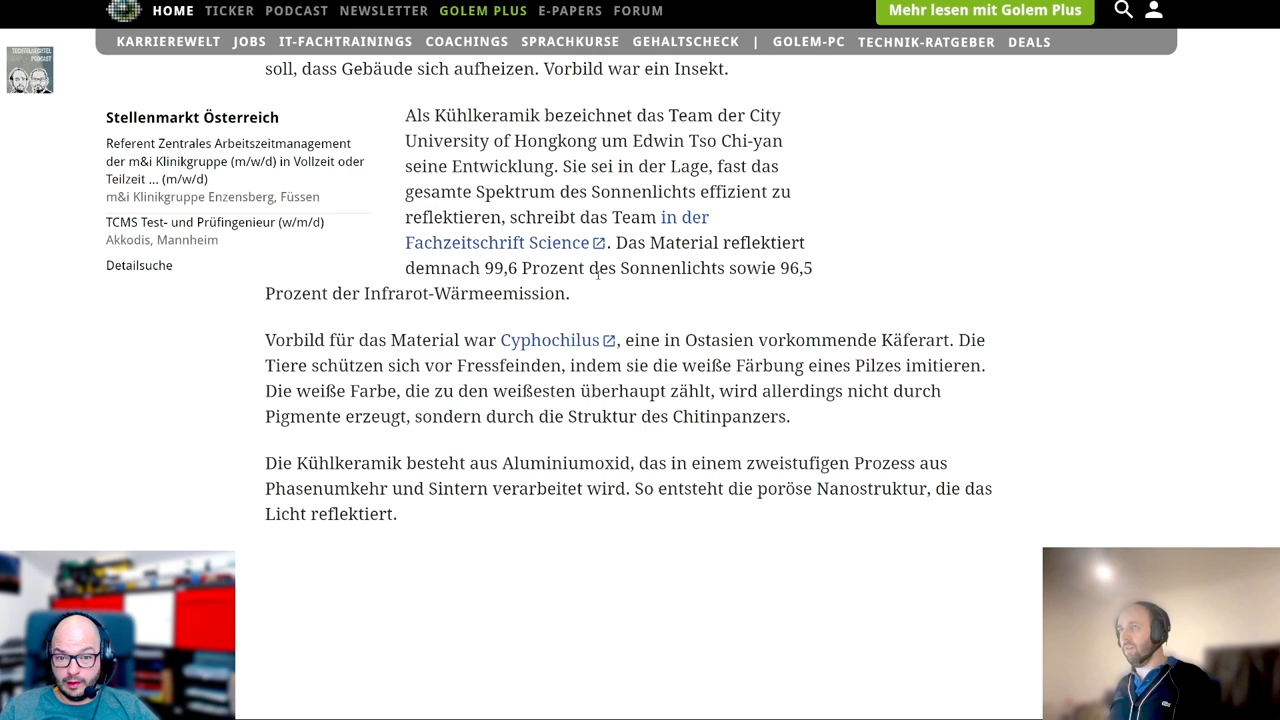 HOME TICKER PODCAST NEWSLETTER GOLEM PLUS E-PAPERS FORUM
Mehr lesen mit Golem Plus
KARRIEREWELT JOBS IT-FACHTRAININGS COACHINGS SPRACHKURSE GEHALTSCHECK | GOLEM-PC TECHNIK-RATGEBER DEALS
soll, dass Gebäude sich aufheizen. Vorbild war ein Insekt.
Stellenmarkt Österreich
Referent Zentrales Arbeitszeitmanagement
der m&i Klinikgruppe (m/w/d) in Vollzeit oder
Teilzeit ... (m/w/d)
m&i Klinikgruppe Enzensberg, Füssen
TCMS Test- und Prüfingenieur (w/m/d)
Akkodis, Mannheim
Detailsuche
Als Kühlkeramik bezeichnet das Team der City
University of Hongkong um Edwin Tso Chi-yan
seine Entwicklung. Sie sei in der Lage, fast das
gesamte Spektrum des Sonnenlichts effizient zu
reflektieren, schreibt das Team in der
Fachzeitschrift Science. Das Material reflektiert
demnach 99,6 Prozent des Sonnenlichts sowie 96,5
Prozent der Infrarot-Wärmeemission.
Vorbild für das Material war Cyphochilus, eine in Ostasien vorkommende Käferart. Die
Tiere schützen sich vor Fressfeinden, indem sie die weiße Färbung eines Pilzes imitieren.
Die weiße Farbe, die zu den weißesten überhaupt zählt, wird allerdings nicht durch
Pigmente erzeugt, sondern durch die Struktur des Chitinpanzers.
Die Kühlkeramik besteht aus Aluminiumoxid, das in einem zweistufigen Prozess aus
Phasenumkehr und Sintern verarbeitet wird. So entsteht die poröse Nanostruktur, die das
Licht reflektiert.